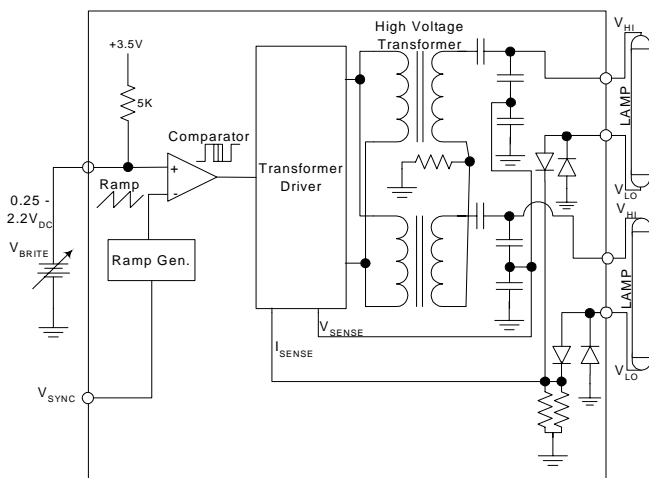 +3.5V
5K
Comparator
+
-
Ramp
0.25 -
2.2V_DC
V_BRITE
Ramp Gen.
V_SYNC
Transformer
Driver
High Voltage
Transformer
V_SENSE
I_SENSE
V_HI
LAMP
V_LO
V_HI
LAMP
V_LO